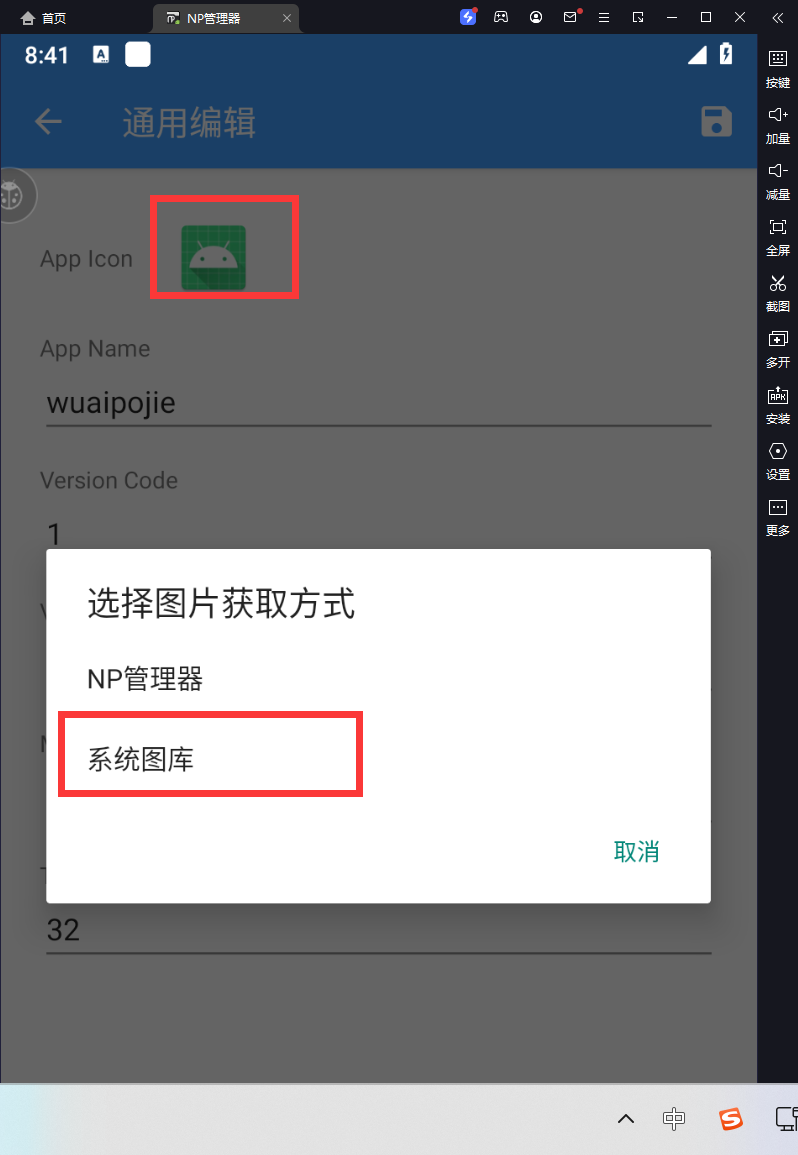 首页
NP管理器
8:41
通用编辑
App Icon
App Name
wuaipojie
Version Code
1
选择图片获取方式
NP管理器
系统图库
取消
32
按键
加量
减量
全屏
截图
多开
APK
安装
设置
更多
中